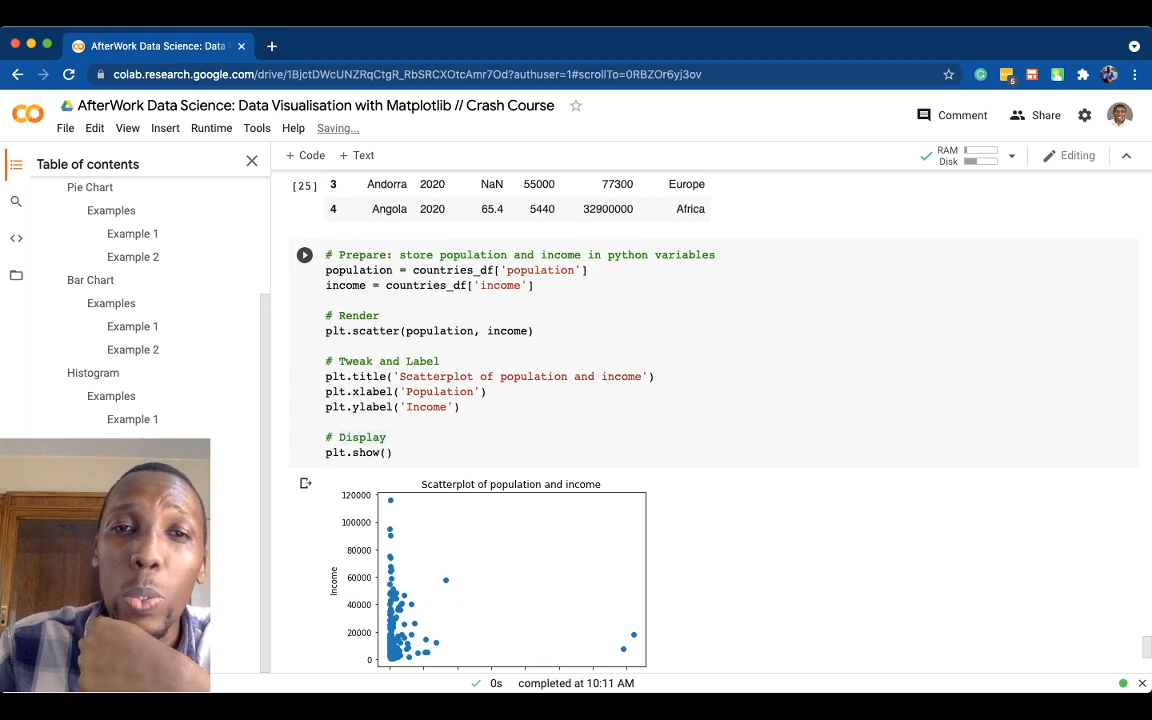 AfterWork Data Science: Data
colab.research.google.com/drive/1BjctDWcUNZRqCtgR_RbSRCXOtcAmr7Od?authuser=1#scrollTo=0RBZOr6yj3ov
5
AfterWork Data Science: Data Visualisation with Matplotlib // Crash Course
File Edit View Insert Runtime Tools Help Saving...
Comment Share
Table of contents
+ Code + Text
RAM
Disk
Editing
Pie Chart
Examples
Example 1
Example 2
Bar Chart
Examples
Example 1
Example 2
Histogram
Examples
Example 1
[25] 3 Andorra 2020 NaN 55000 77300 Europe
4 Angola 2020 65.4 5440 32900000 Africa
# Prepare: store population and income in python variables
population = countries_df['population']
income = countries_df['income']
# Render
plt.scatter(population, income)
# Tweak and Label
plt.title('Scatterplot of population and income')
plt.xlabel('Population')
plt.ylabel('Income')
# Display
plt.show()
Scatterplot of population and income
120000
100000
80000
60000
40000
20000
0
Income
0s completed at 10:11 AM